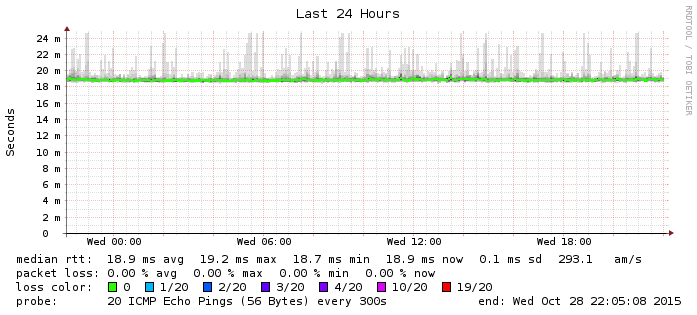 Last 24 Hours
RRDTOOL / TOBI OETIKER
Seconds
24 m
22 m
20 m
18 m
16 m
14 m
12 m
10 m
8 m
6 m
4 m
2 m
0
Wed 00:00 Wed 06:00 Wed 12:00 Wed 18:00
median rtt: 18.9 ms avg 19.2 ms max 18.7 ms min 18.9 ms now 0.1 ms sd 293.1 am/s
packet loss: 0.00 % avg 0.00 % max 0.00 % min 0.00 % now
loss color: 0 1/20 2/20 3/20 4/20 10/20 19/20
probe: 20 ICMP Echo Pings (56 Bytes) every 300s end: Wed Oct 28 22:05:08 2015